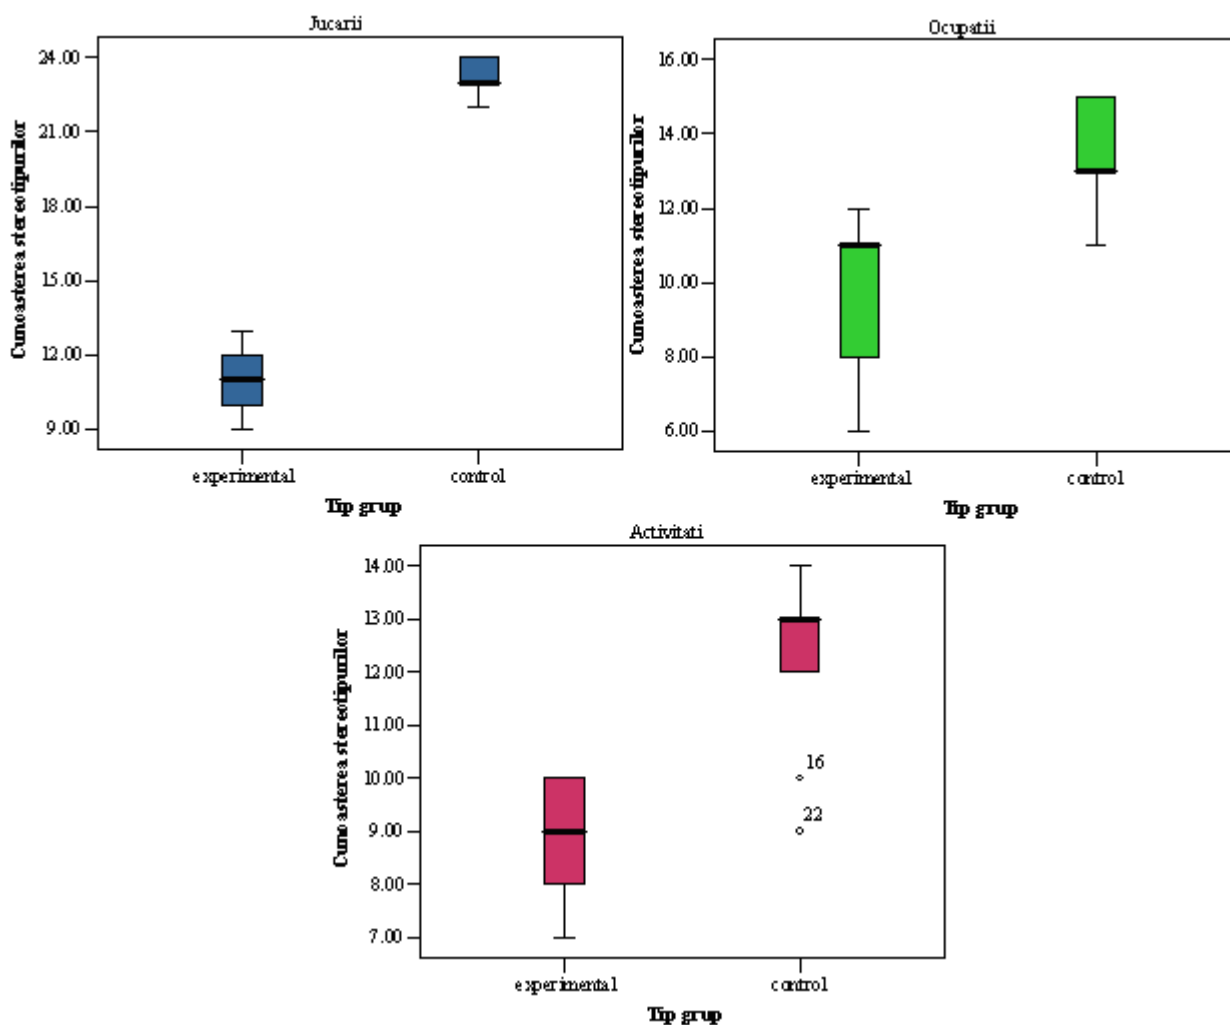 Jucarii
Cunoasterea stereotipurilor
24.00
21.00
18.00
15.00
12.00
9.00
experimental
control
Tip grup
Ocupatii
Cunoasterea stereotipurilor
16.00
14.00
12.00
10.00
8.00
6.00
experimental
control
Tip grup
Activitati
Cunoasterea stereotipurilor
14.00
13.00
12.00
11.00
10.00
9.00
8.00
7.00
16
22
experimental
control
Tip grup